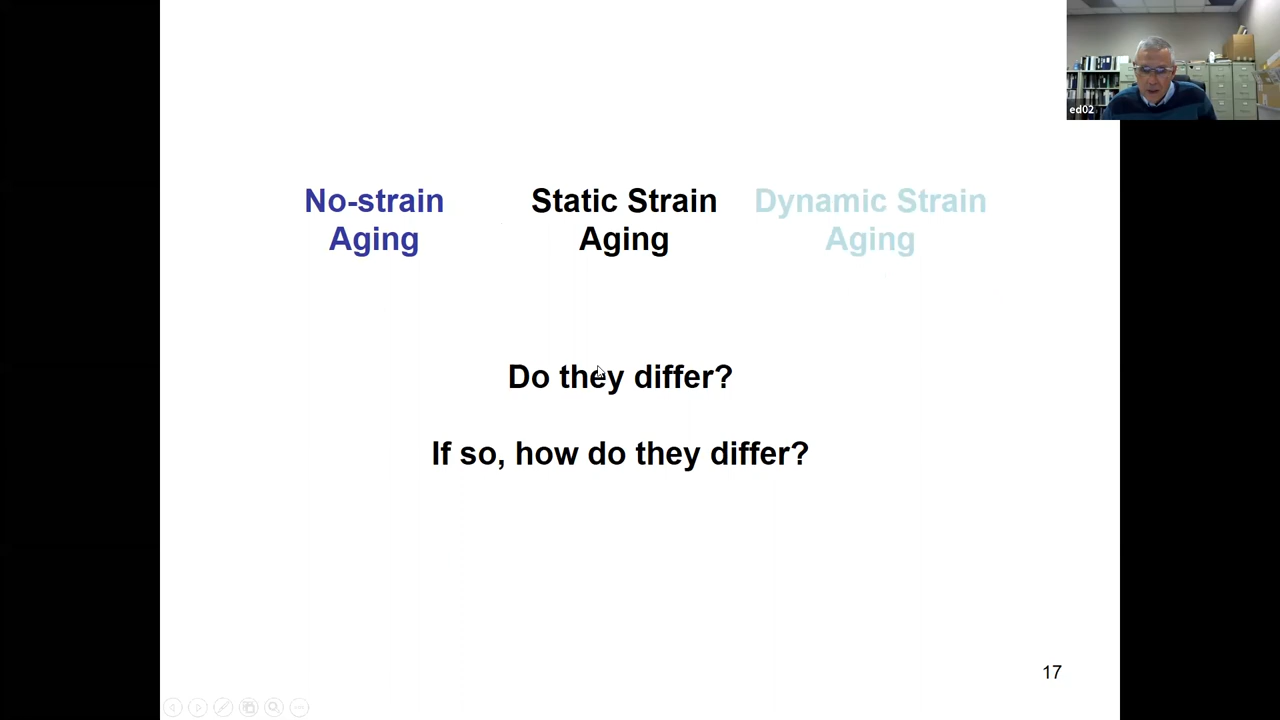 ed02
No-strain
Aging
Static Strain
Aging
Dynamic Strain
Aging
Do they differ?
If so, how do they differ?
17